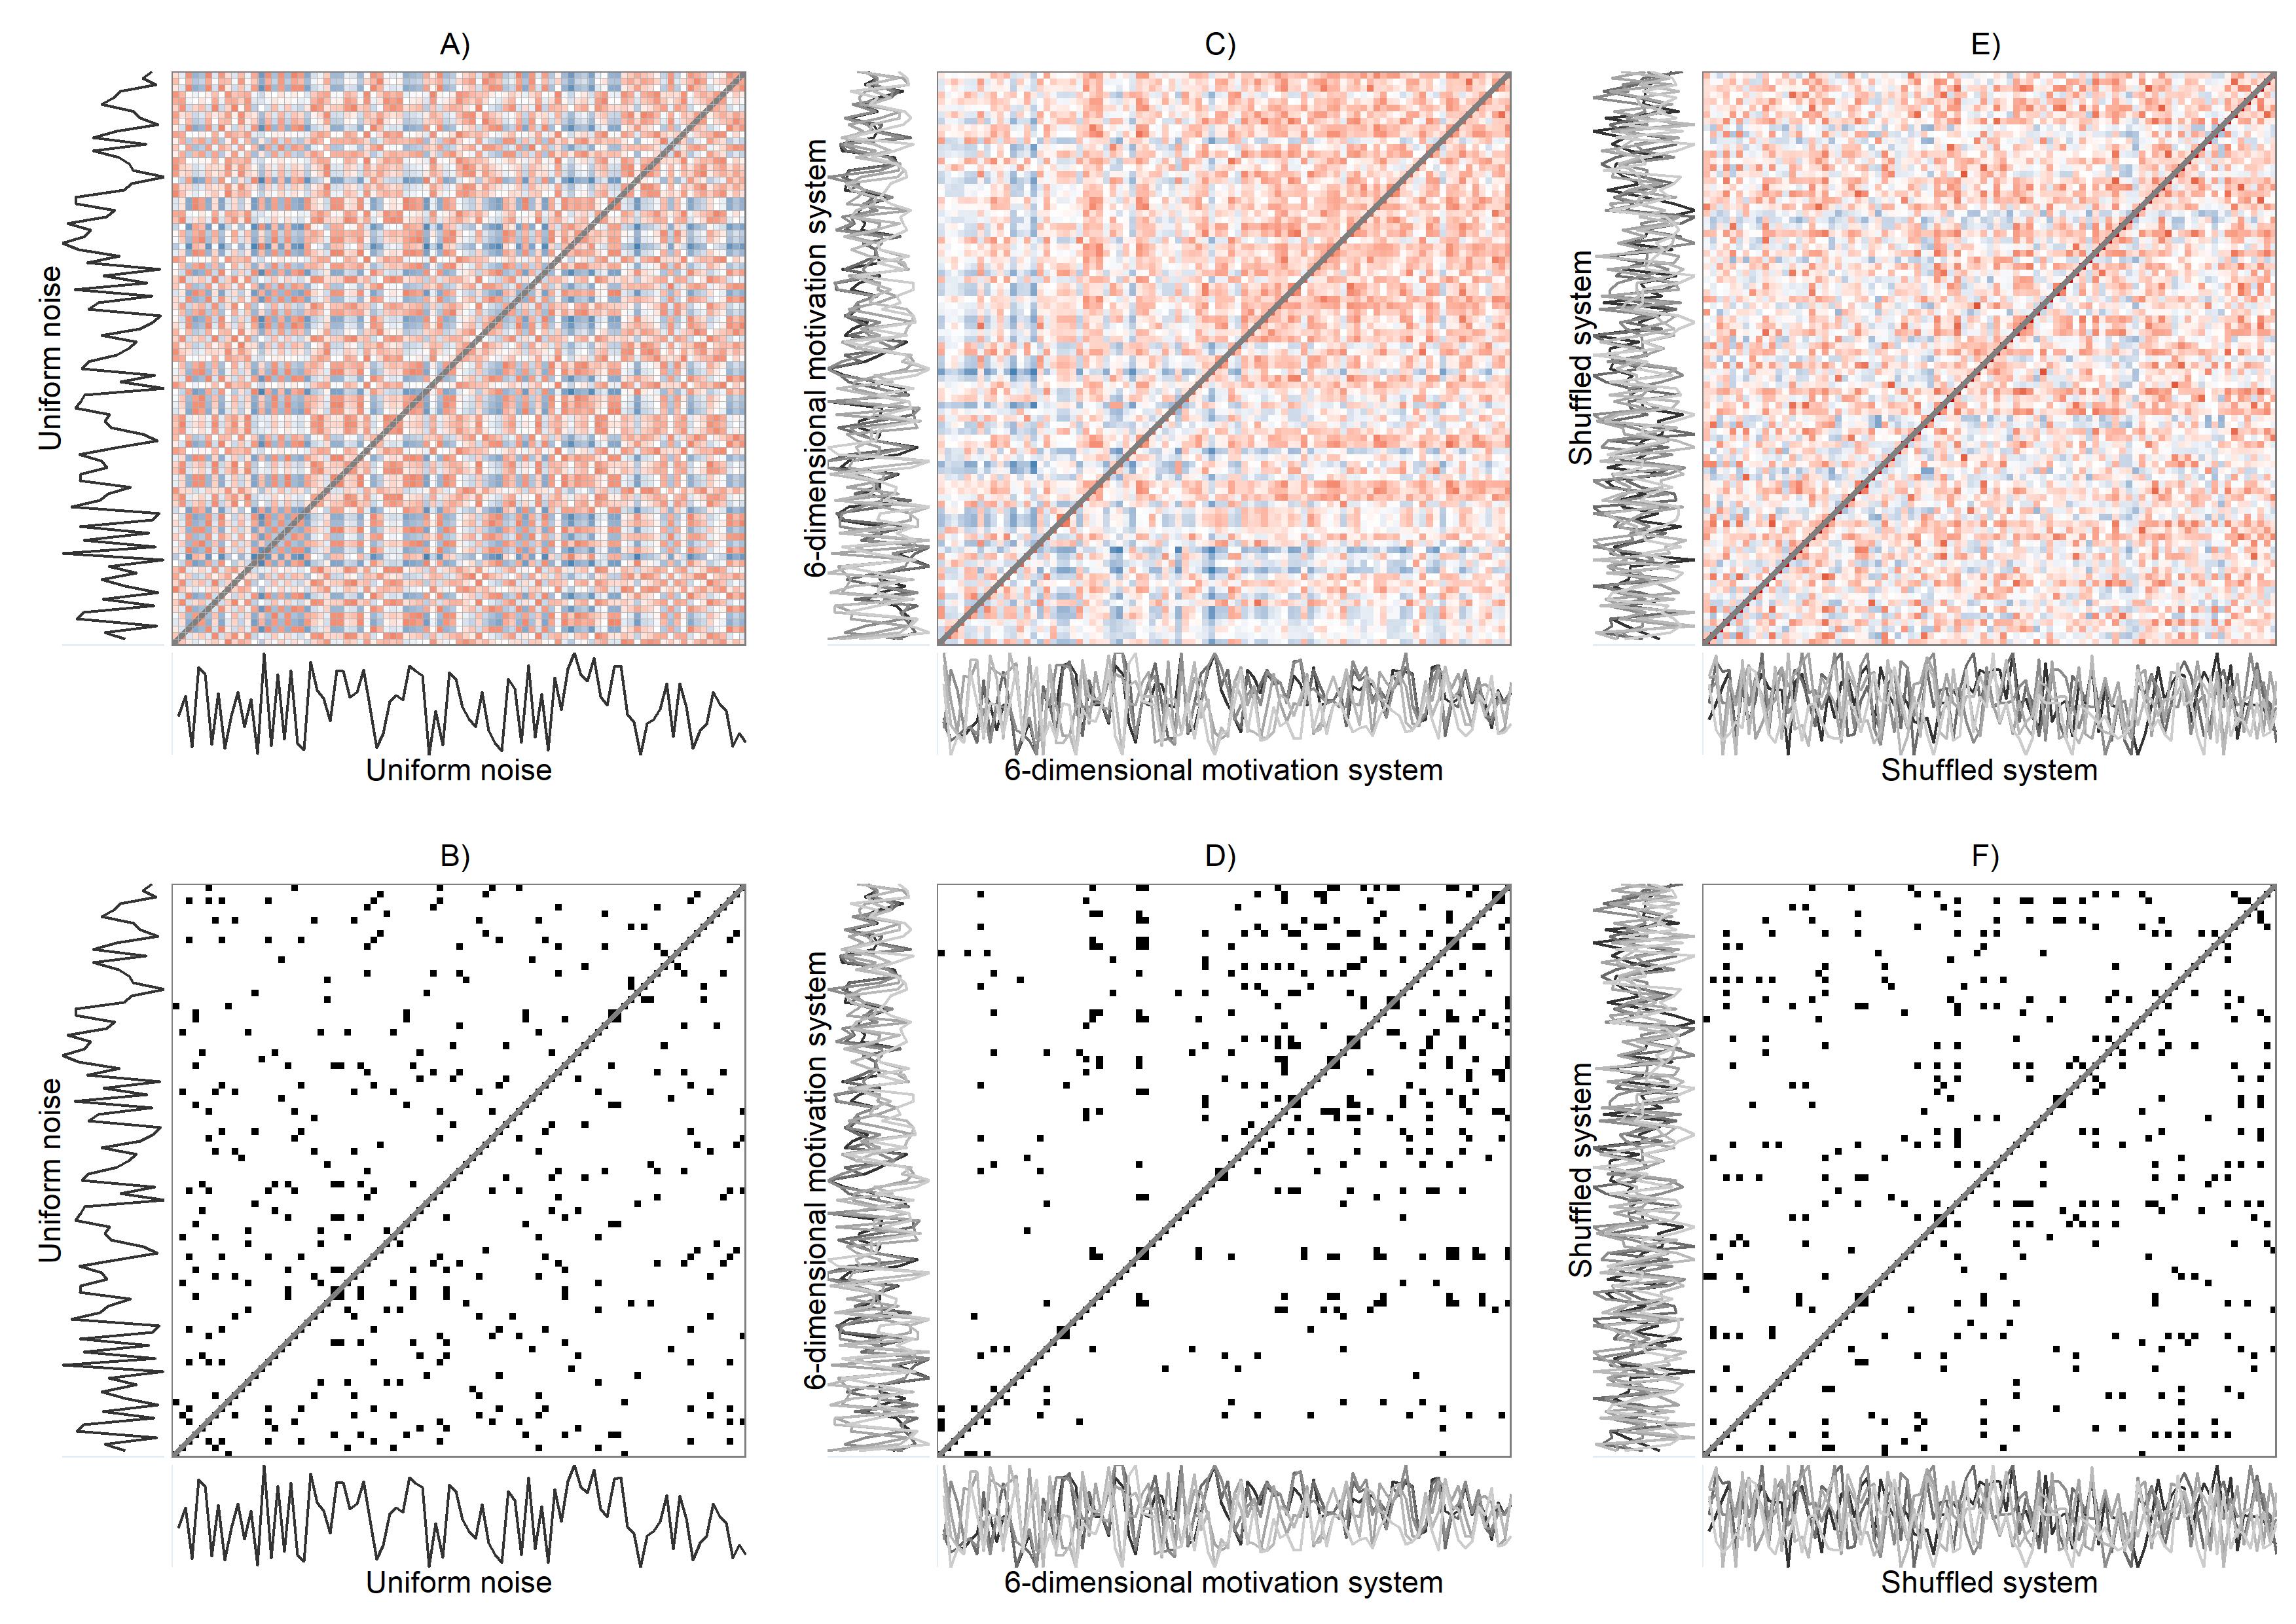 A)
C)
E)
Uniform noise
6-dimensional motivation system
Shuffled system
Uniform noise
6-dimensional motivation system
Shuffled system
B)
D)
F)
Uniform noise
6-dimensional motivation system
Shuffled system
Uniform noise
6-dimensional motivation system
Shuffled system